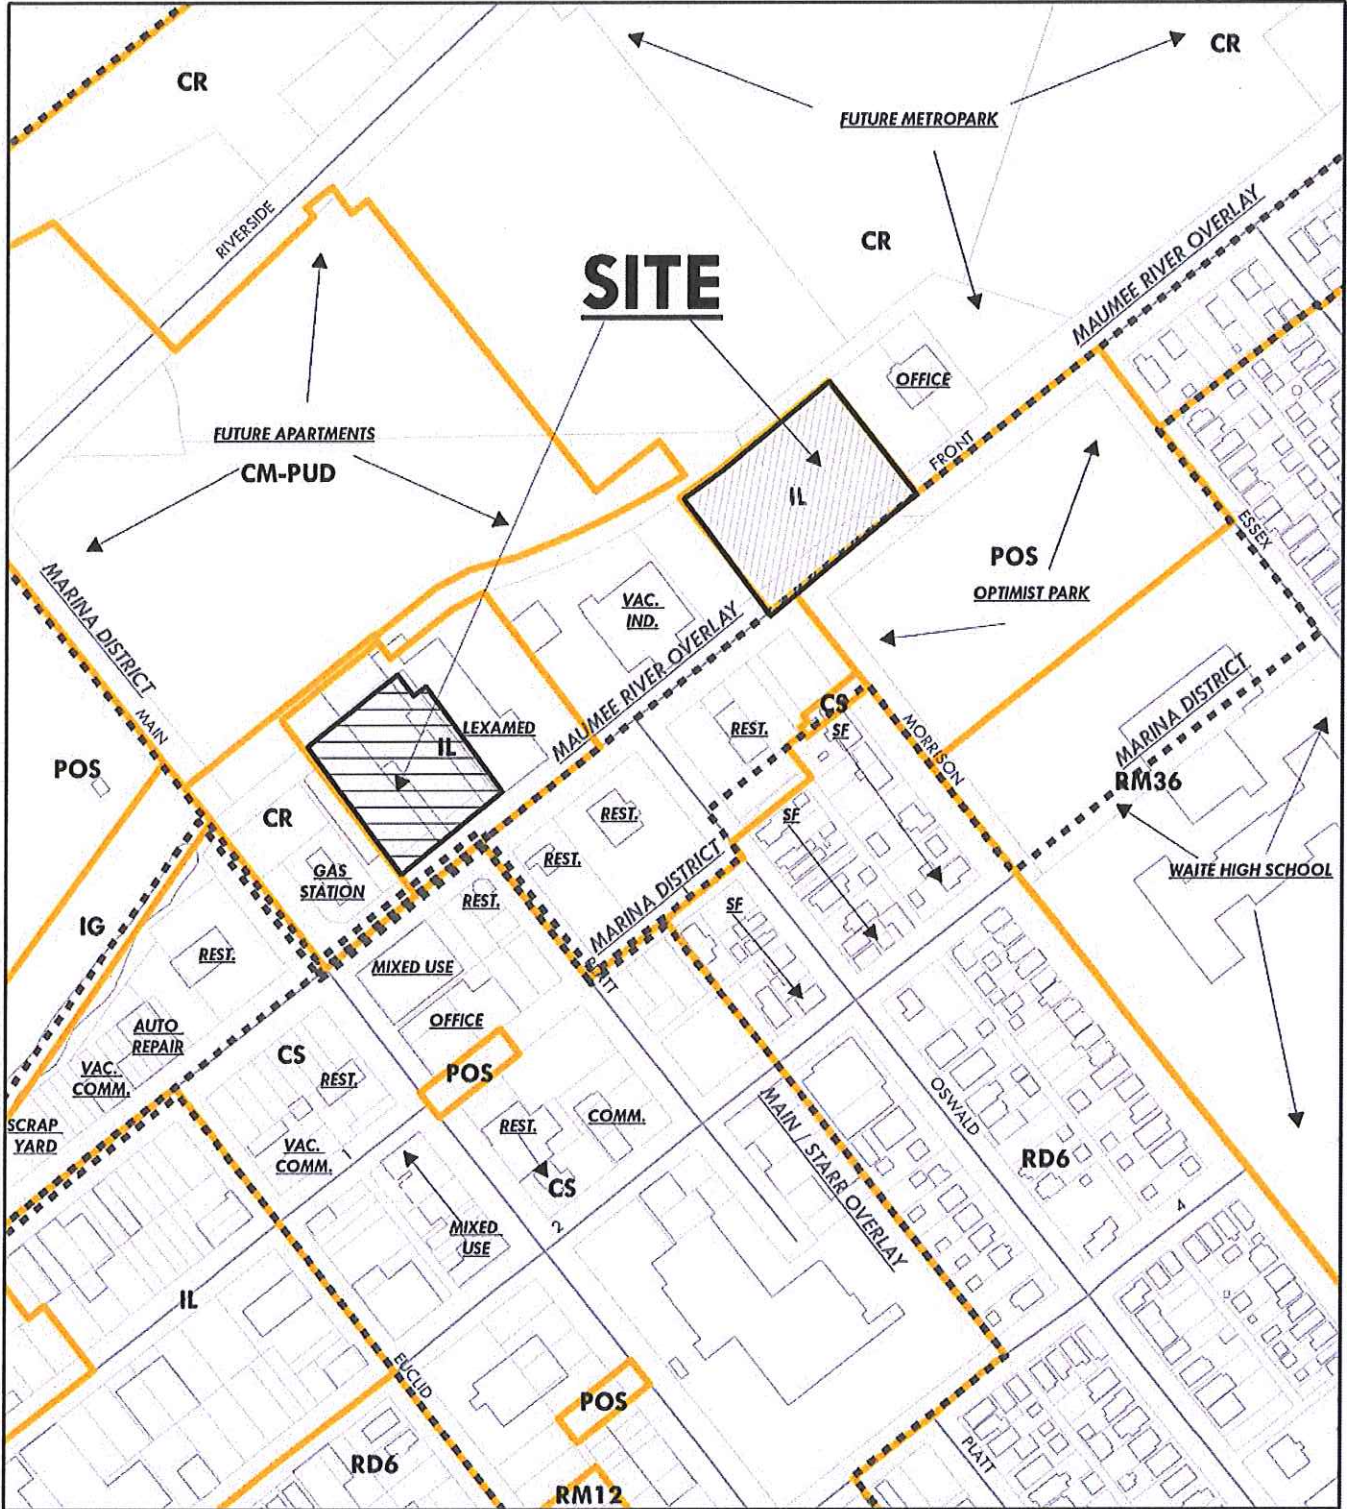 CR
CR
FUTURE METROPARK
RIVERSIDE
CR
MAUMEE RIVER OVERLAY
SITE
OFFICE
FUTURE APARTMENTS
CM-PUD
FRONT
IL
ESSEX
POS
OPTIMIST PARK
MARINA DISTRICT
VAC.
IND.
MAUMEE RIVER OVERLAY
MARINA DISTRICT
MAIN
LEXAMED
IL
CS
REST.
SF
MORRISON
POS
RM36
CR
REST.
SF
GAS
STATION
REST.
WAITE HIGH SCHOOL
REST.
MARINA DISTRICT
SF
IG
REST.
MIXED USE
PLATT
OFFICE
AUTO
REPAIR
CS
VAC.
COMM.
REST.
POS
SCRAP
YARD
REST.
COMM.
MAIN / STARR OVERLAY
OSWALD
VAC.
COMM.
1
RD6
CS
4
MIXED
USE
2
IL
EUCLID
POS
PLATT
RD6
RM12